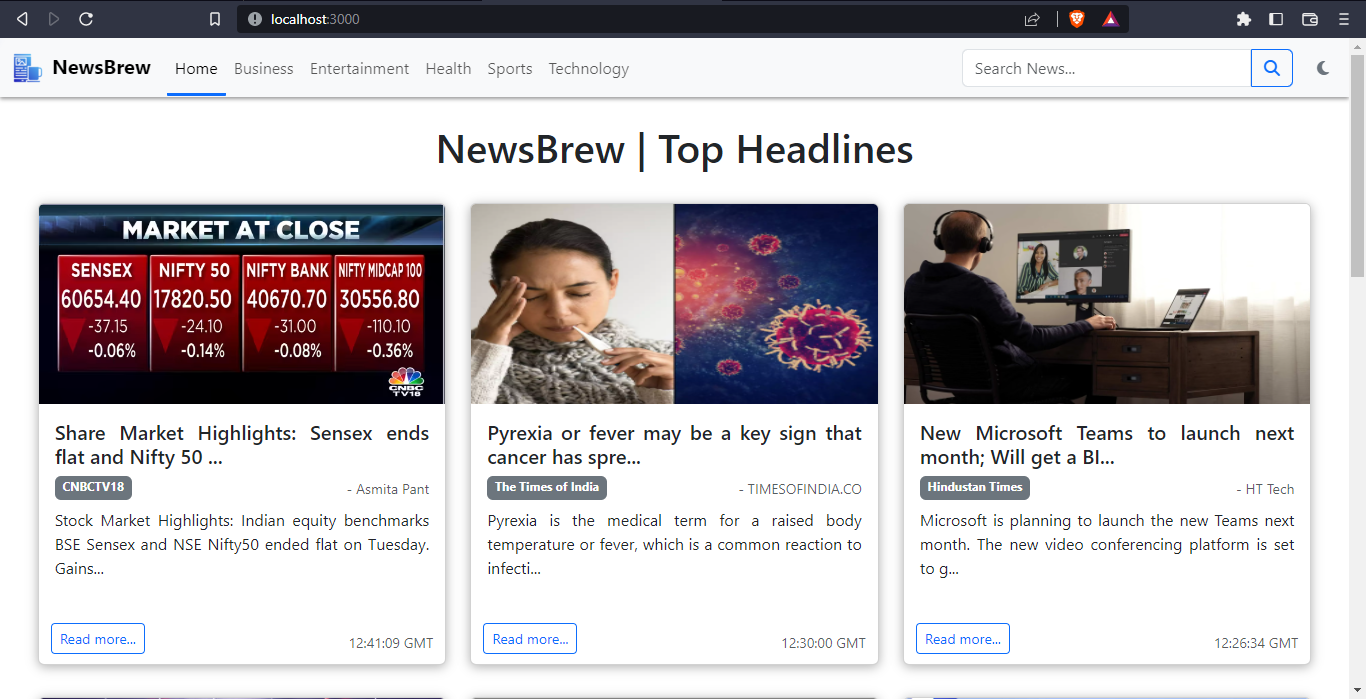 localhost:3000
NewsBrew Home Business Entertainment Health Sports Technology Search News...
NewsBrew | Top Headlines
MARKET AT CLOSE
SENSEX NIFTY 50 NIFTY BANK NIFTY MIDCAP 100
60654.40 17820.50 40670.70 30556.80
-37.15 -24.10 -31.00 -110.10
-0.06% -0.14% -0.08% -0.36%
CNBC
TV18
Share Market Highlights: Sensex ends
flat and Nifty 50 ...
CNBCTV18 - Asmita Pant
Stock Market Highlights: Indian equity benchmarks
BSE Sensex and NSE Nifty50 ended flat on Tuesday.
Gains...
Read more... 12:41:09 GMT
Pyrexia or fever may be a key sign that
cancer has spre...
The Times of India - TIMESOFINDIA.CO
Pyrexia is the medical term for a raised body
temperature or fever, which is a common reaction to
infecti...
Read more... 12:30:00 GMT
New Microsoft Teams to launch next
month; Will get a BI...
Hindustan Times - HT Tech
Microsoft is planning to launch the new Teams next
month. The new video conferencing platform is set
to g...
Read more... 12:26:34 GMT